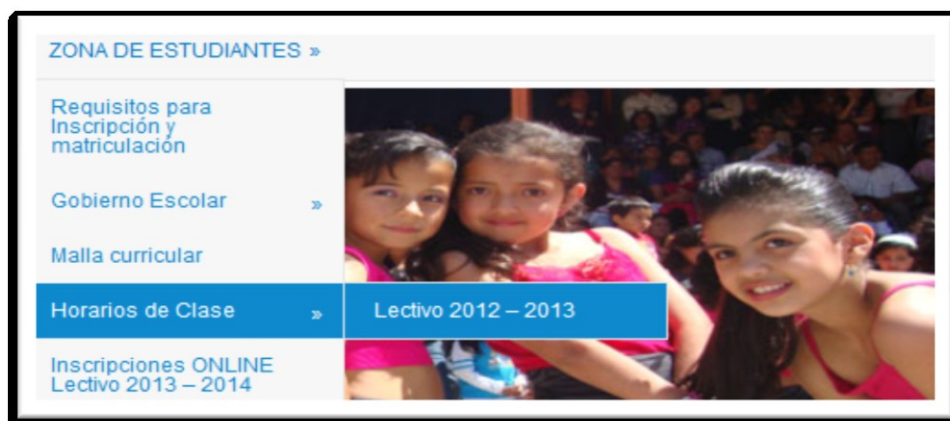 ZONA DE ESTUDIANTES »
Requisitos para
Inscripción y
matriculación
Gobierno Escolar »
Malla curricular
Horarios de Clase »
Lectivo 2012 – 2013
Inscripciones ONLINE
Lectivo 2013 – 2014